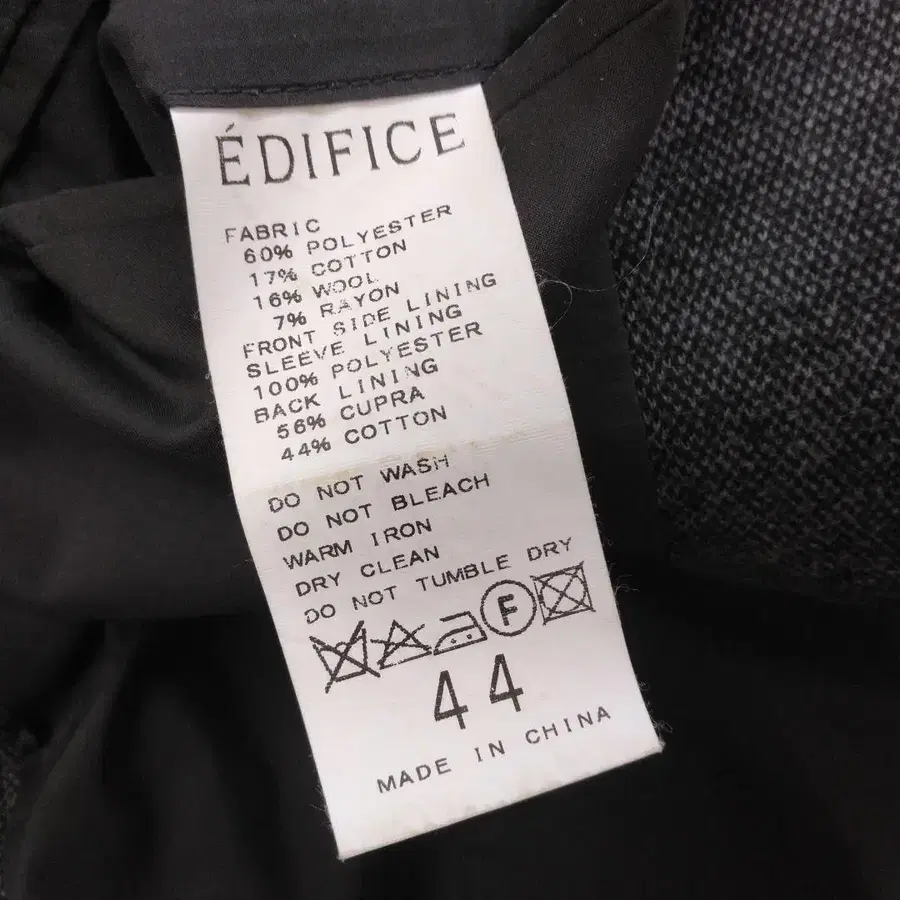 ÉDIFICE
FABRIC
60% POLYESTER
17% COTTON
16% WOOL
7% RAYON
FRONT SIDE LINING
SLEEVE LINING
100% POLYESTER
BACK LINING
56% CUPRA
44% COTTON
DO NOT WASH
DO NOT BLEACH
WARM IRON
DRY CLEAN
DO NOT TUMBLE DRY
F
44
MADE IN CHINA